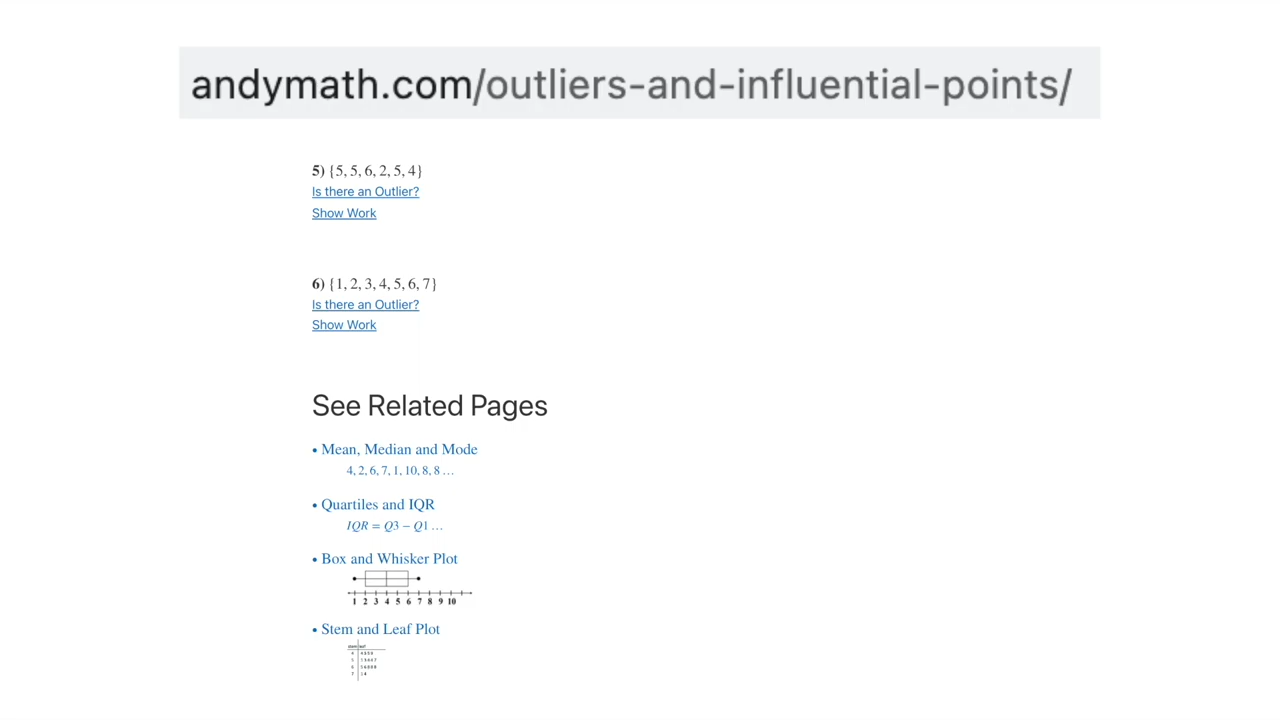 andymath.com/outliers-and-influential-points/
5) {5, 5, 6, 2, 5, 4}
Is there an Outlier?
Show Work
6) {1, 2, 3, 4, 5, 6, 7}
Is there an Outlier?
Show Work
See Related Pages
• Mean, Median and Mode
4, 2, 6, 7, 1, 10, 8, 8 …
• Quartiles and IQR
IQR = Q3 − Q1 …
• Box and Whisker Plot
1 2 3 4 5 6 7 8 9 10
• Stem and Leaf Plot